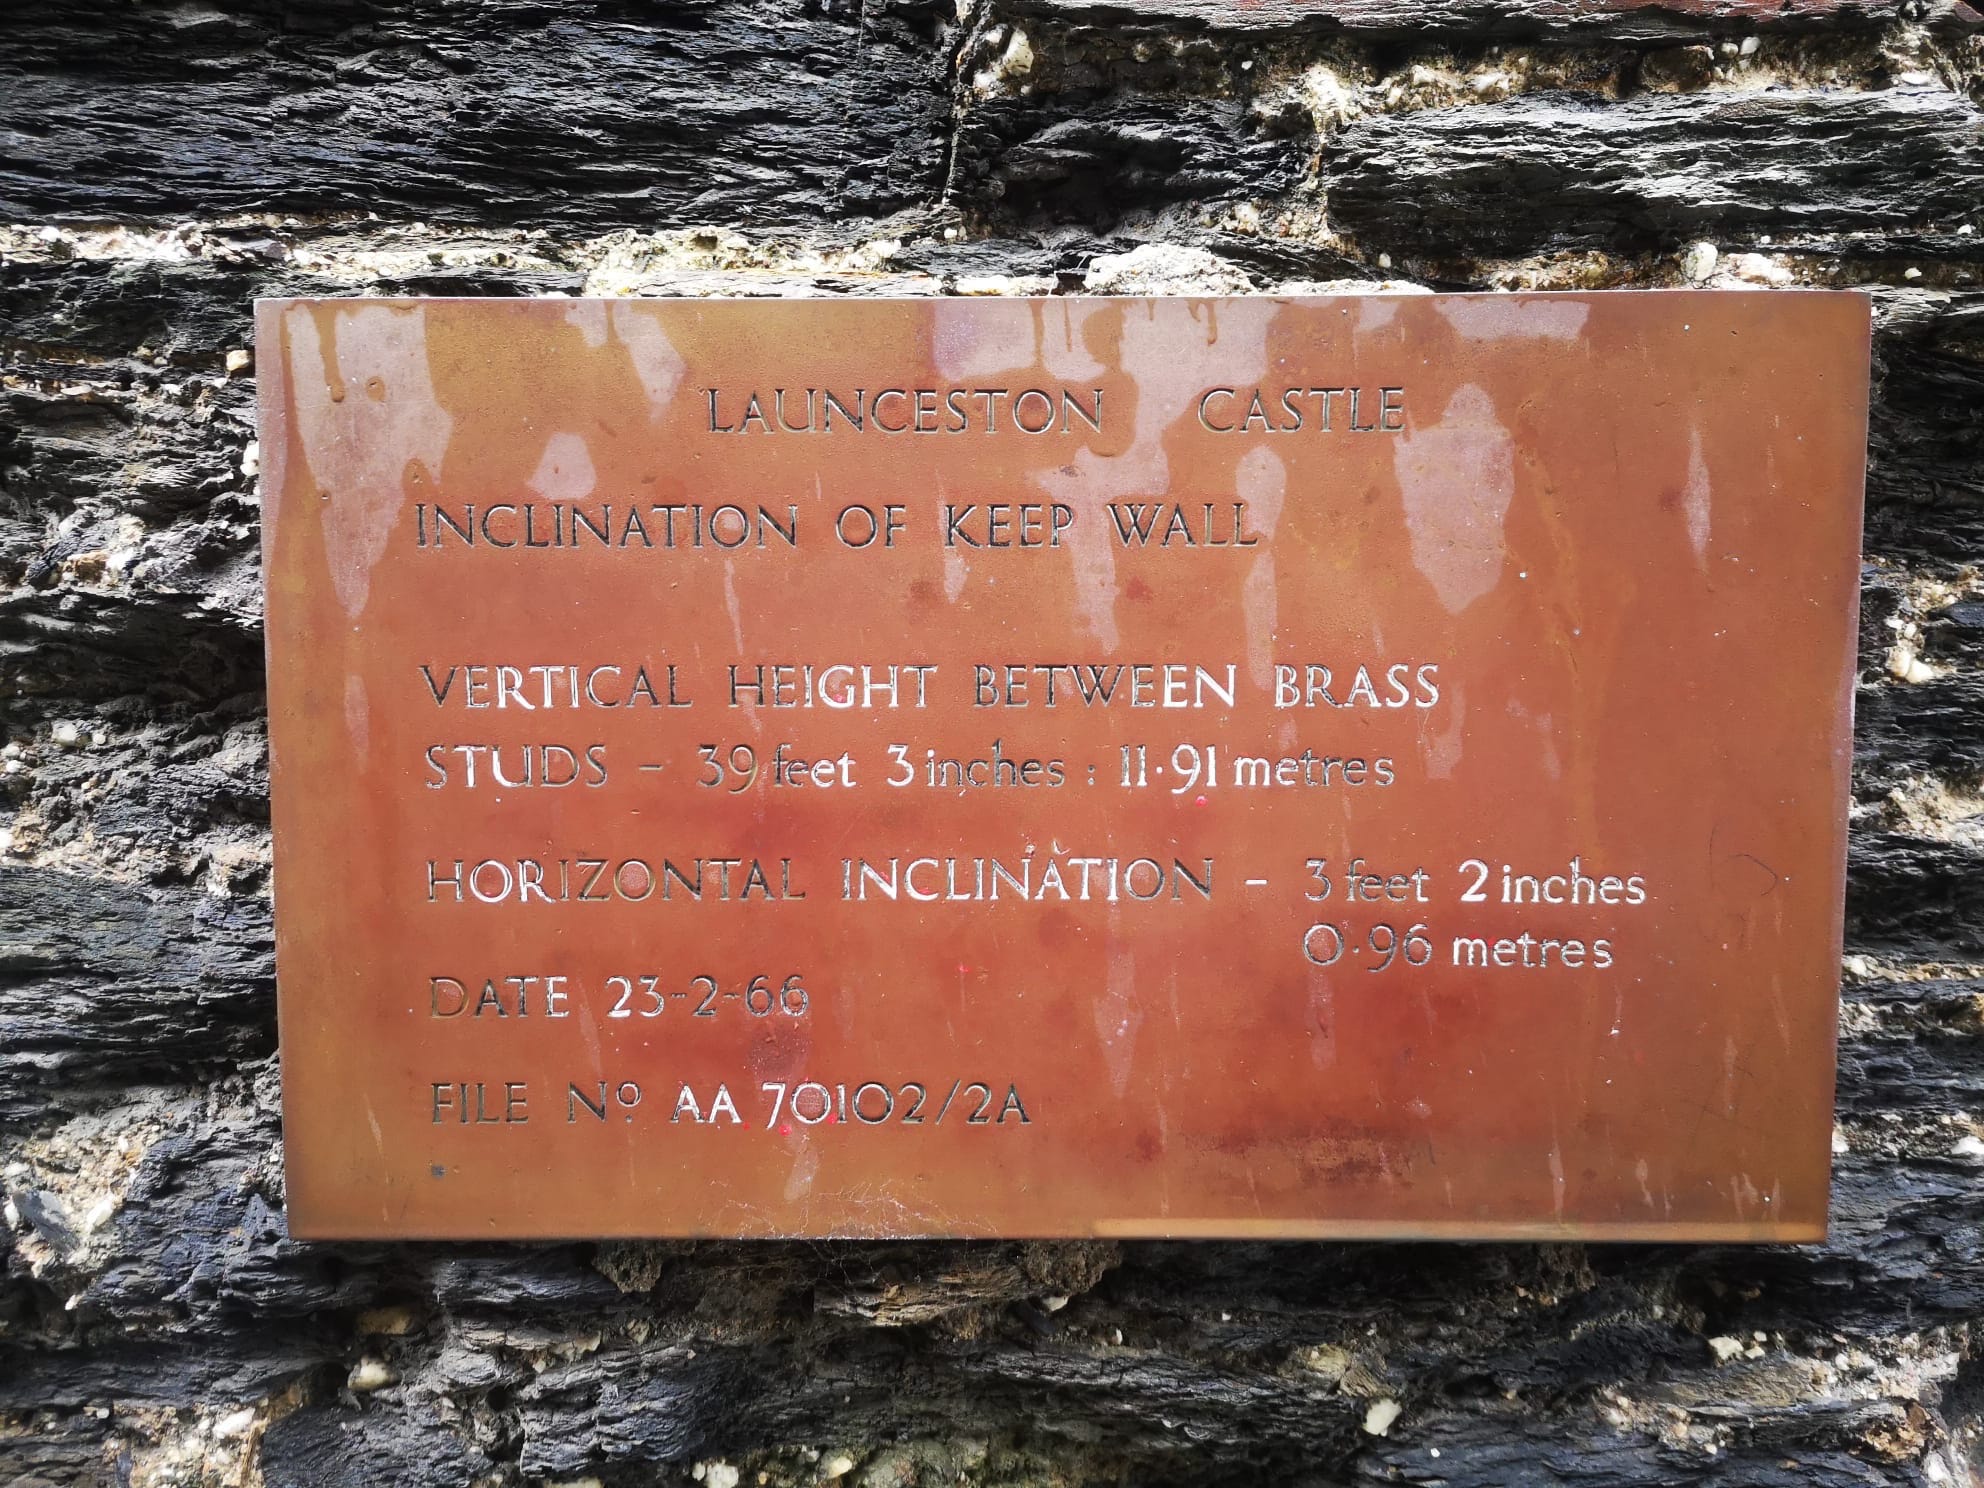 LAUNCESTON CASTLE
INCLINATION OF KEEP WALL
VERTICAL HEIGHT BETWEEN BRASS
STUDS - 39 feet 3 inches : 11·91 metres
HORIZONTAL INCLINATION - 3 feet 2 inches
0·96 metres
DATE 23-2-66
FILE Nº AA 70102/2A